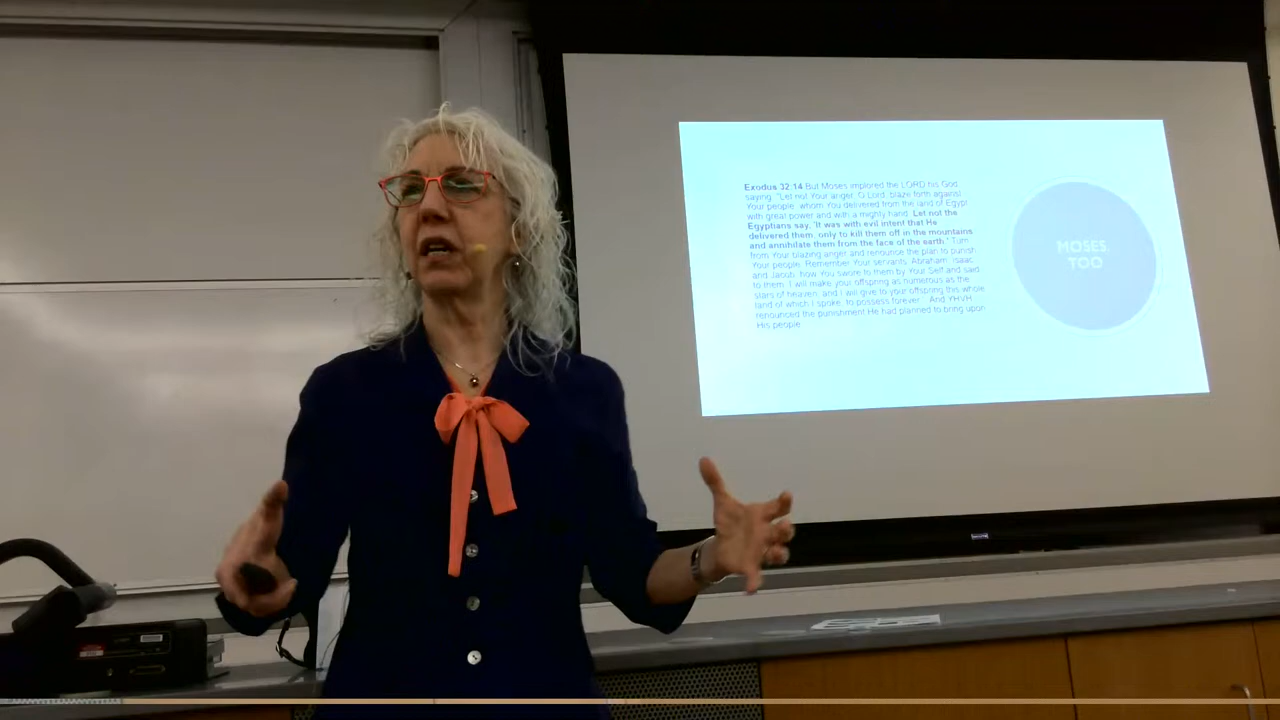 Exodus 32:14 But Moses implored the LORD his God
saying, "Let not Your anger, O Lord, blaze forth against
Your people, whom You delivered from the land of Egypt
with great power and with a mighty hand. Let not the
Egyptians say, 'It was with evil intent that He
delivered them, only to kill them off in the mountains
and annihilate them from the face of the earth.' Turn
from Your blazing anger and renounce the plan to punish
Your people. Remember Your servants, Abraham, Isaac
and Jacob, how You swore to them by Your Self and said
to them: I will make your offspring as numerous as the
stars of heaven, and I will give to your offspring this whole
land of which I spoke, to possess forever." And YHVH
renounced the punishment He had planned to bring upon
His people.
MOSES,
TOO